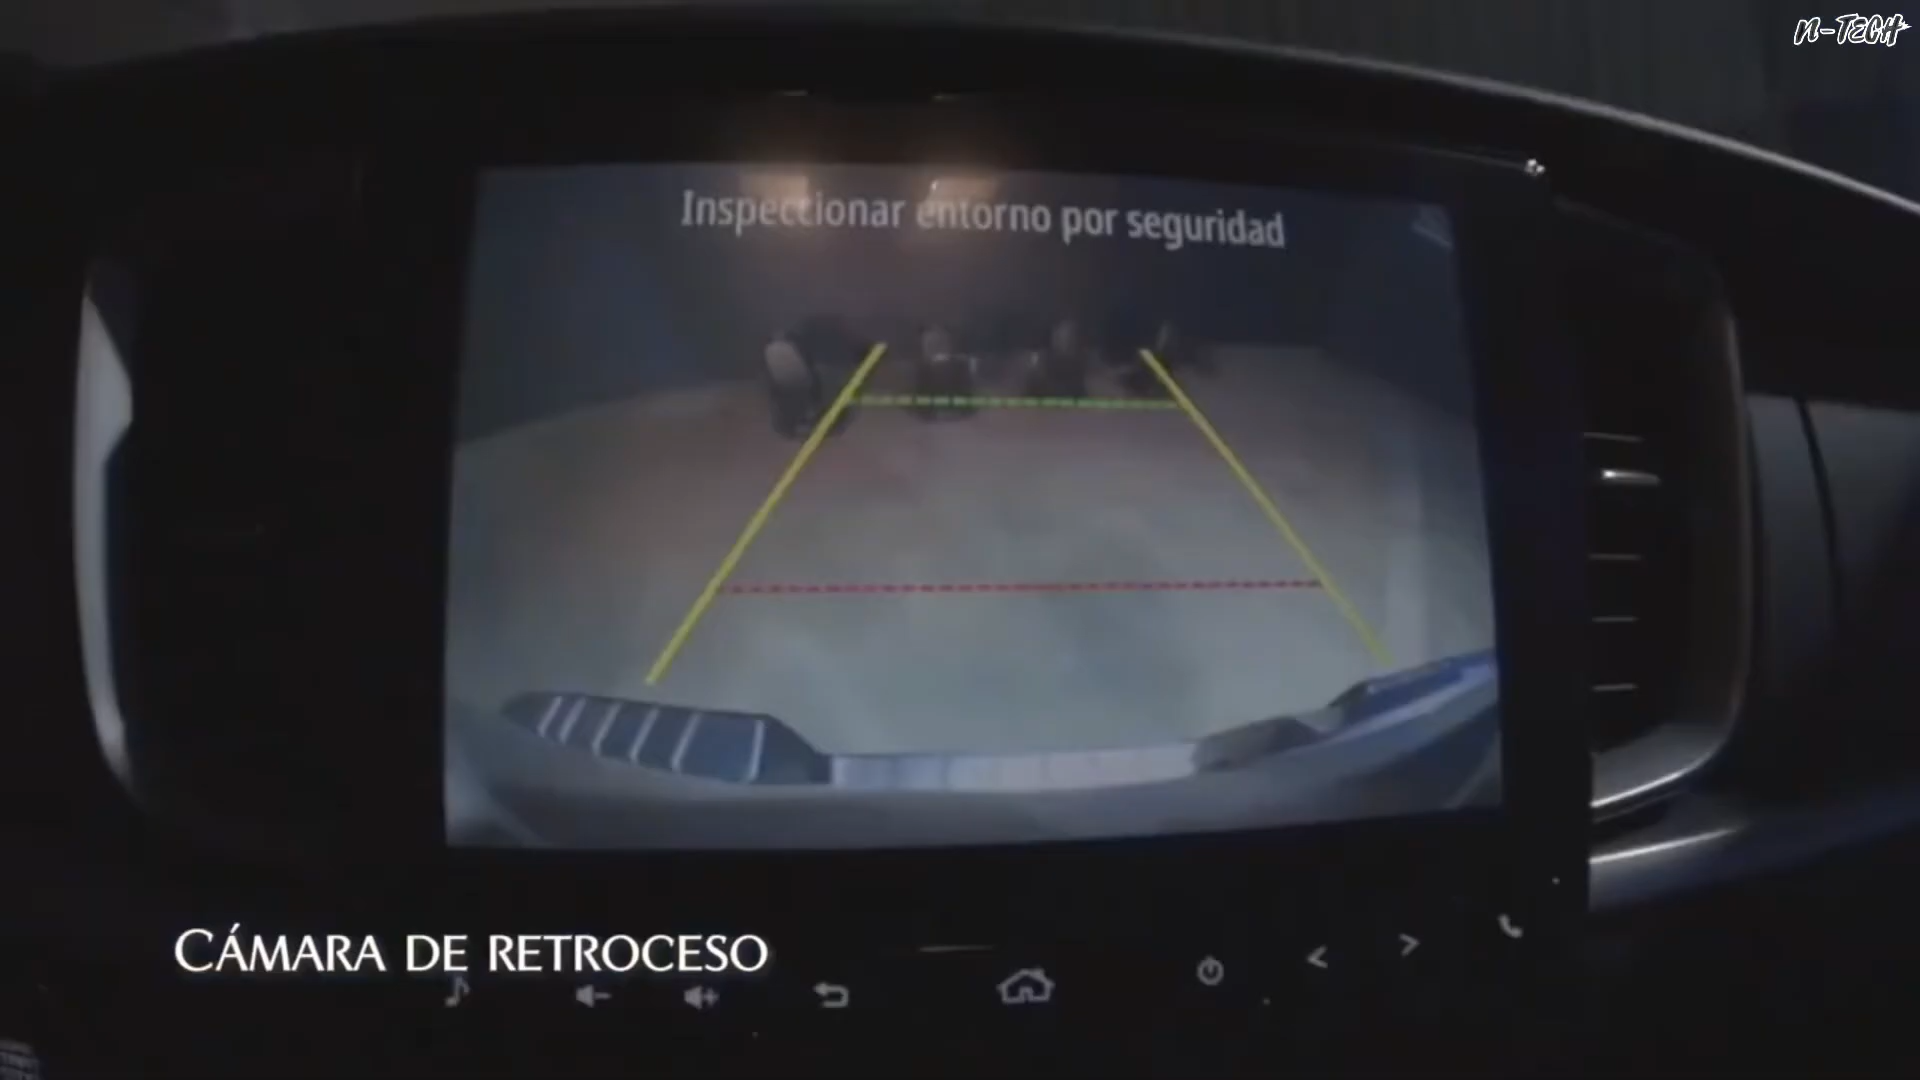 N-TECH
Inspeccionar entorno por seguridad
CÁMARA DE RETROCESO